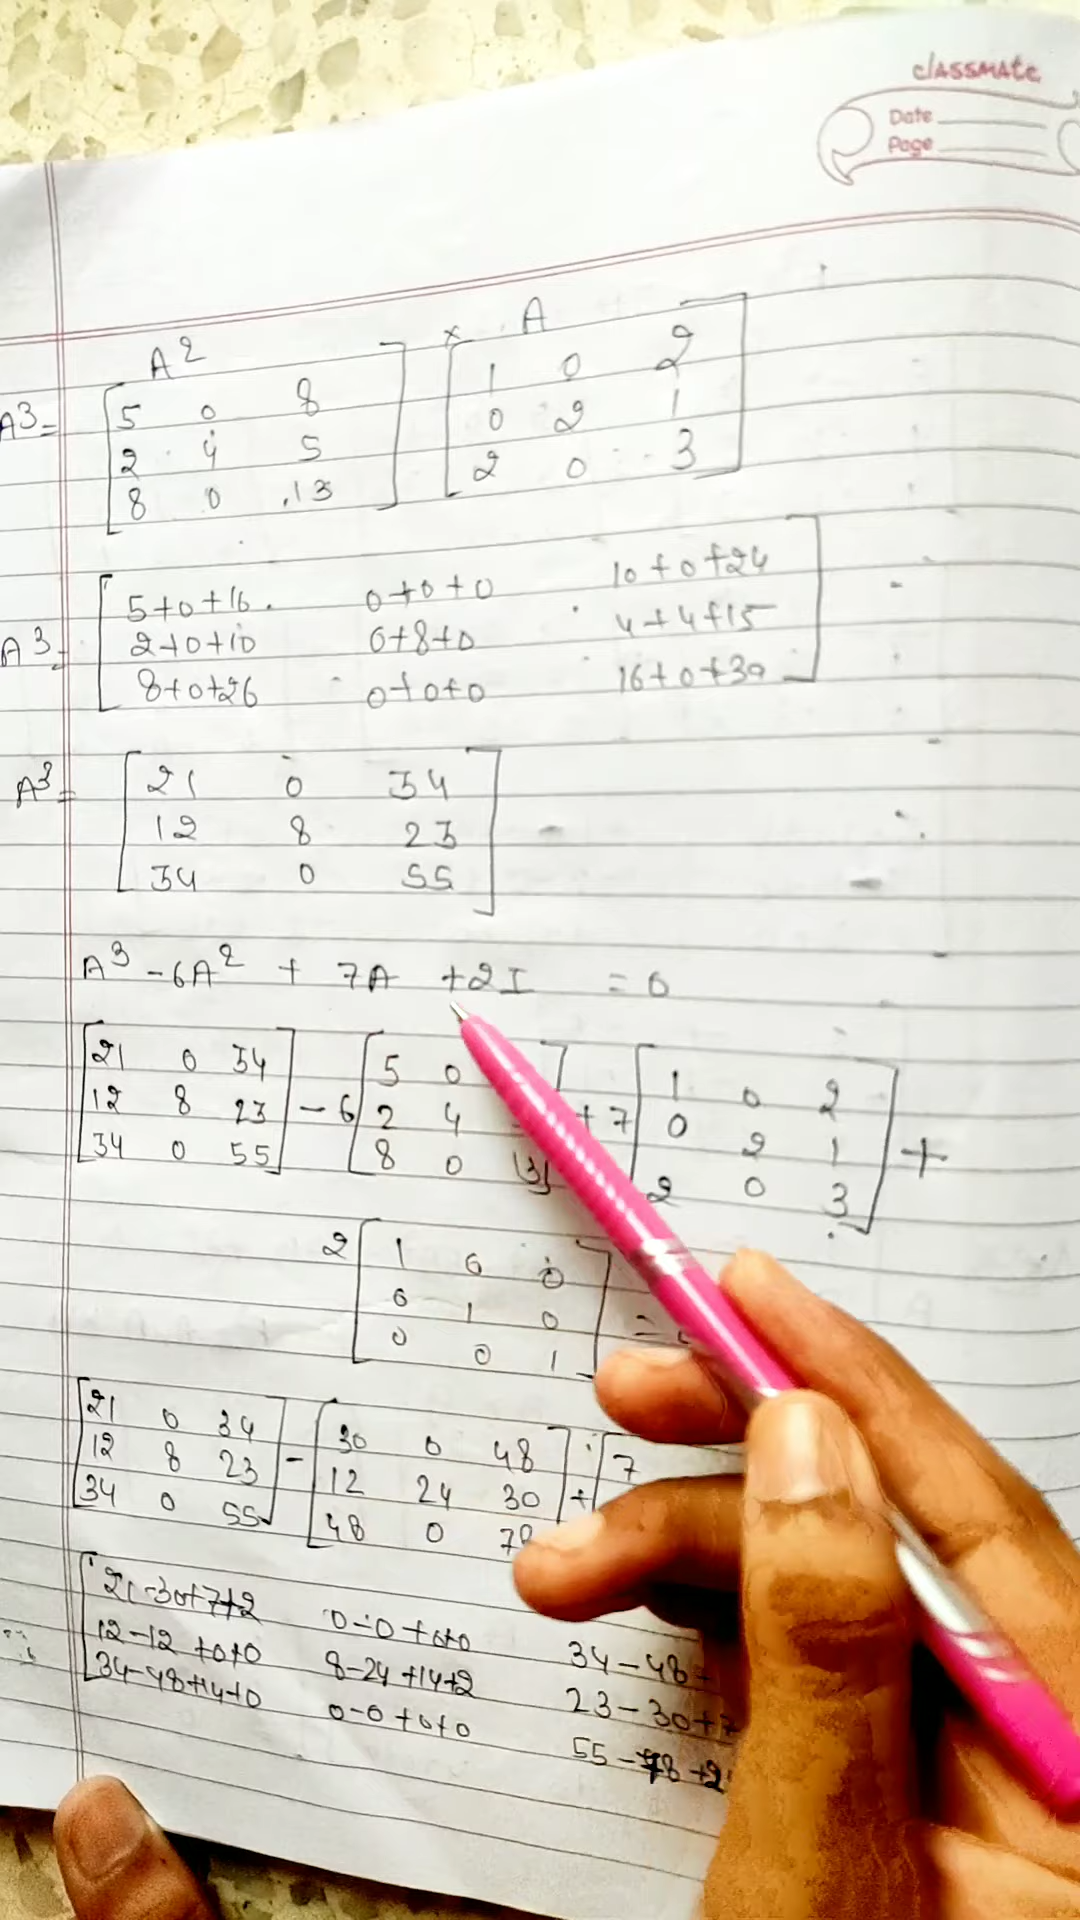 classmate
Date
Page
A² × A
A³= [5 0 8] [1 0 2]
[2 4 5] [0 2 1]
[8 0 13] [2 0 3]
A³= [5+0+16 0+0+0 10+0+24]
[2+0+10 0+8+0 4+4+15]
[8+0+26 0+0+0 16+0+39]
A³= [21 0 34]
[12 8 23]
[34 0 55]
A³ -6A² + 7A +2I = 0
[21 0 34] [5 0 [1 0 2]
[12 8 23] -6 [2 4 +7 [0 2 1] +
[34 0 55] [8 0 13] [2 0 3]
2 [1 0 0]
[0 1 0] =
[0 0 1]
[21 0 34] [30 0 48] [7
[12 8 23] - [12 24 30] +
[34 0 55] [48 0 78
[21-30+7+2 0-0+0+0 34-48
[12-12+0+0 8-24+14+2 23-30+7
[34-48+14+0 0-0+0+0 55-78+2